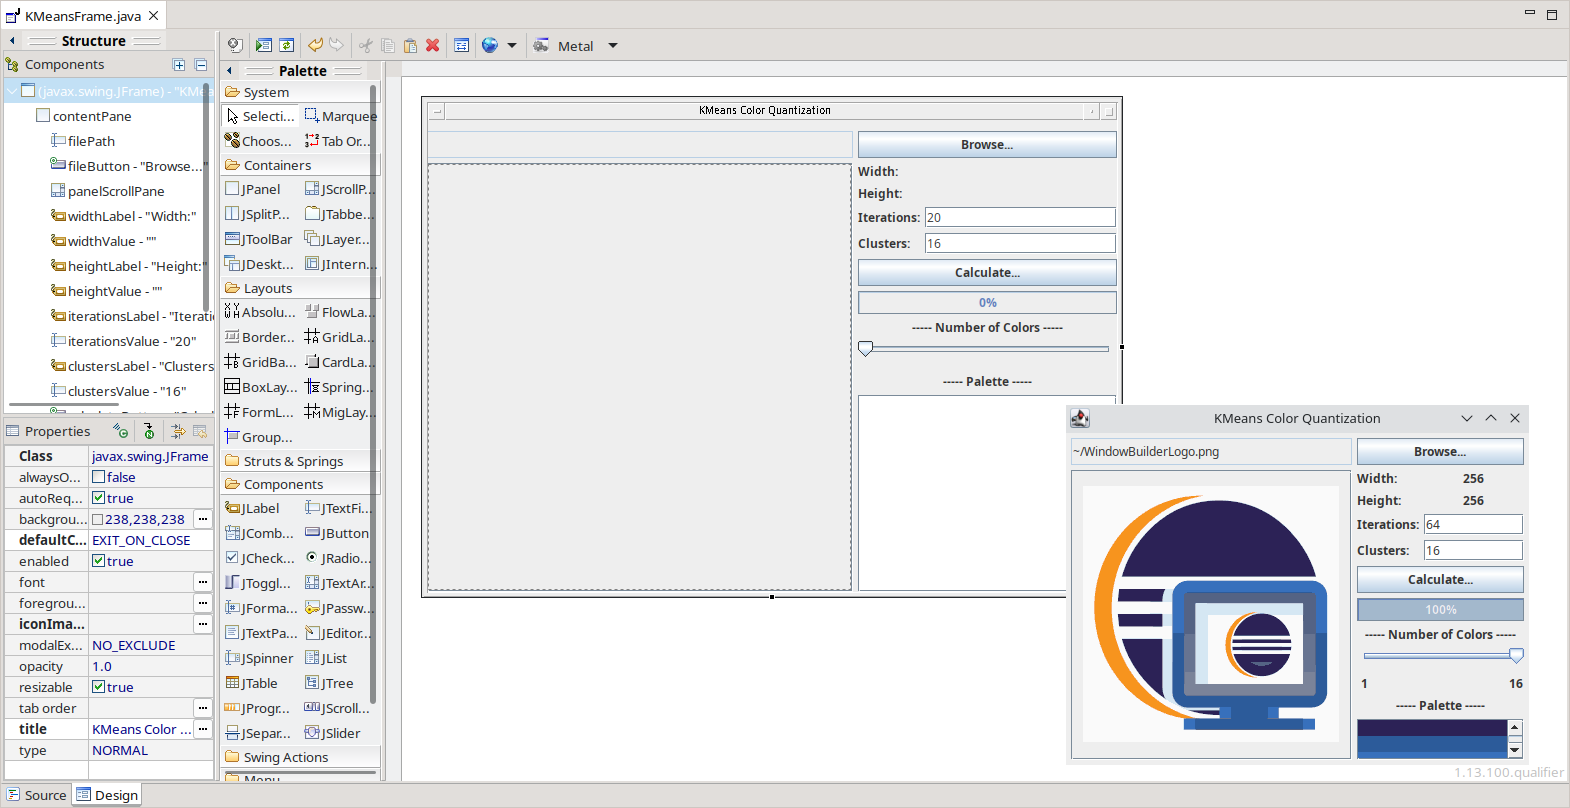 KMeansFrame.java
Structure
Components
(javax.swing.JFrame) - "KMea
contentPane
filePath
fileButton - "Browse..."
panelScrollPane
widthLabel - "Width:"
widthValue - ""
heightLabel - "Height:"
heightValue - ""
iterationsLabel - "Iterati
iterationsValue - "20"
clustersLabel - "Clusters
clustersValue - "16"
Properties
Class javax.swing.JFrame
alwaysO... false
autoReq... true
backgrou... 238,238,238 ...
defaultC... EXIT_ON_CLOSE
enabled true
font ...
foregrou... ...
iconIma... ...
modalEx... NO_EXCLUDE
opacity 1.0
resizable true
tab order ...
title KMeans Color ... ...
type NORMAL
Source Design
Metal
Palette
System
Selecti... Marquee
Choos... Tab Or...
Containers
JPanel JScrollP...
JSplitP... JTabbe...
JToolBar JLayer...
JDeskt... JIntern...
Layouts
Absolu... FlowLa...
Border... GridLa...
GridBa... CardLa...
BoxLay... Spring...
FormL... MigLay...
Group...
Struts & Springs
Components
JLabel JTextFi...
JComb... JButton
JCheck... JRadio...
JToggl... JTextAr...
JForma... JPassw...
JTextPa... JEditor...
JSpinner JList
JTable JTree
JProgr... JScroll...
JSepar... JSlider
Swing Actions
Menu
KMeans Color Quantization
Browse...
Width:
Height:
Iterations: 20
Clusters: 16
Calculate...
0%
----- Number of Colors -----
----- Palette -----
KMeans Color Quantization
~/WindowBuilderLogo.png
Browse...
Width: 256
Height: 256
Iterations: 64
Clusters: 16
Calculate...
100%
----- Number of Colors -----
1 16
----- Palette -----
1.13.100.qualifier